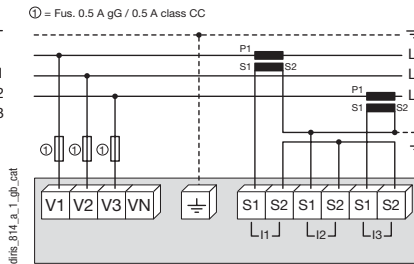 ① = Fus. 0.5 A gG / 0.5 A class CC
P1
L
S1 S2
1
P1
2
L
S1 S2
3
① ① ①
V1 V2 V3 VN S1 S2 S1 S2 S1 S2
I1 I2 I3
diris_814_a_1_gb_cat